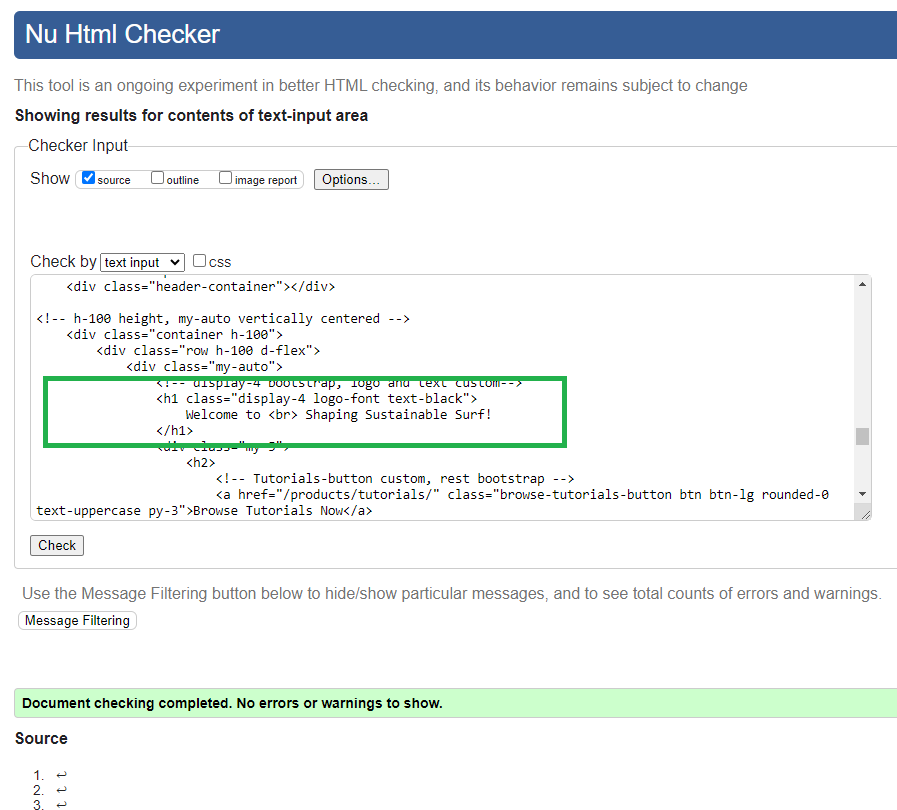 Nu Html Checker
This tool is an ongoing experiment in better HTML checking, and its behavior remains subject to change
Showing results for contents of text-input area
Checker Input
Show source outline image report Options...
Check by text input css
<div class="header-container"></div>
<!-- h-100 height, my-auto vertically centered -->
<div class="container h-100">
<div class="row h-100 d-flex">
<div class="my-auto">
<!-- display-4 bootstrap, logo and text custom-->
<h1 class="display-4 logo-font text-black">
Welcome to <br> Shaping Sustainable Surf!
</h1>
<div class="my-5">
<h2>
<!-- Tutorials-button custom, rest bootstrap -->
<a href="/products/tutorials/" class="browse-tutorials-button btn btn-lg rounded-0
text-uppercase py-3">Browse Tutorials Now</a>
Check
Use the Message Filtering button below to hide/show particular messages, and to see total counts of errors and warnings.
Message Filtering
Document checking completed. No errors or warnings to show.
Source
1. ↩
2. ↩
3. ↩